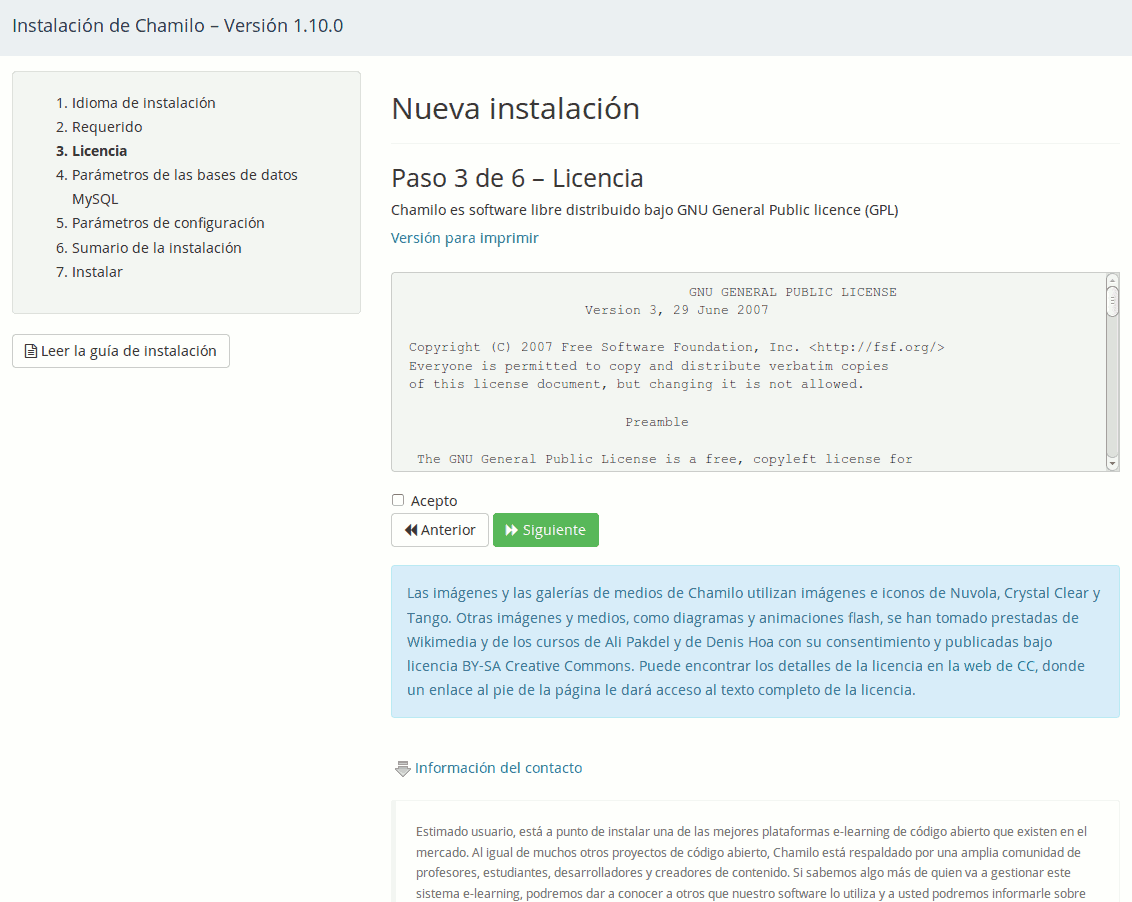 Instalación de Chamilo – Versión 1.10.0
1. Idioma de instalación
2. Requerido
3. Licencia
4. Parámetros de las bases de datos
MySQL
5. Parámetros de configuración
6. Sumario de la instalación
7. Instalar
Leer la guía de instalación
Nueva instalación
Paso 3 de 6 – Licencia
Chamilo es software libre distribuido bajo GNU General Public licence (GPL)
Versión para imprimir
GNU GENERAL PUBLIC LICENSE
Version 3, 29 June 2007
Copyright (C) 2007 Free Software Foundation, Inc. <http://fsf.org/>
Everyone is permitted to copy and distribute verbatim copies
of this license document, but changing it is not allowed.
Preamble
The GNU General Public License is a free, copyleft license for
Acepto
Anterior
Siguiente
Las imágenes y las galerías de medios de Chamilo utilizan imágenes e iconos de Nuvola, Crystal Clear y
Tango. Otras imágenes y medios, como diagramas y animaciones flash, se han tomado prestadas de
Wikimedia y de los cursos de Ali Pakdel y de Denis Hoa con su consentimiento y publicadas bajo
licencia BY-SA Creative Commons. Puede encontrar los detalles de la licencia en la web de CC, donde
un enlace al pie de la página le dará acceso al texto completo de la licencia.
Información del contacto
Estimado usuario, está a punto de instalar una de las mejores plataformas e-learning de código abierto que existen en el
mercado. Al igual de muchos otros proyectos de código abierto, Chamilo está respaldado por una amplia comunidad de
profesores, estudiantes, desarrolladores y creadores de contenido. Si sabemos algo más de quien va a gestionar este
sistema e-learning, podremos dar a conocer a otros que nuestro software lo utiliza y a usted podremos informarle sobre